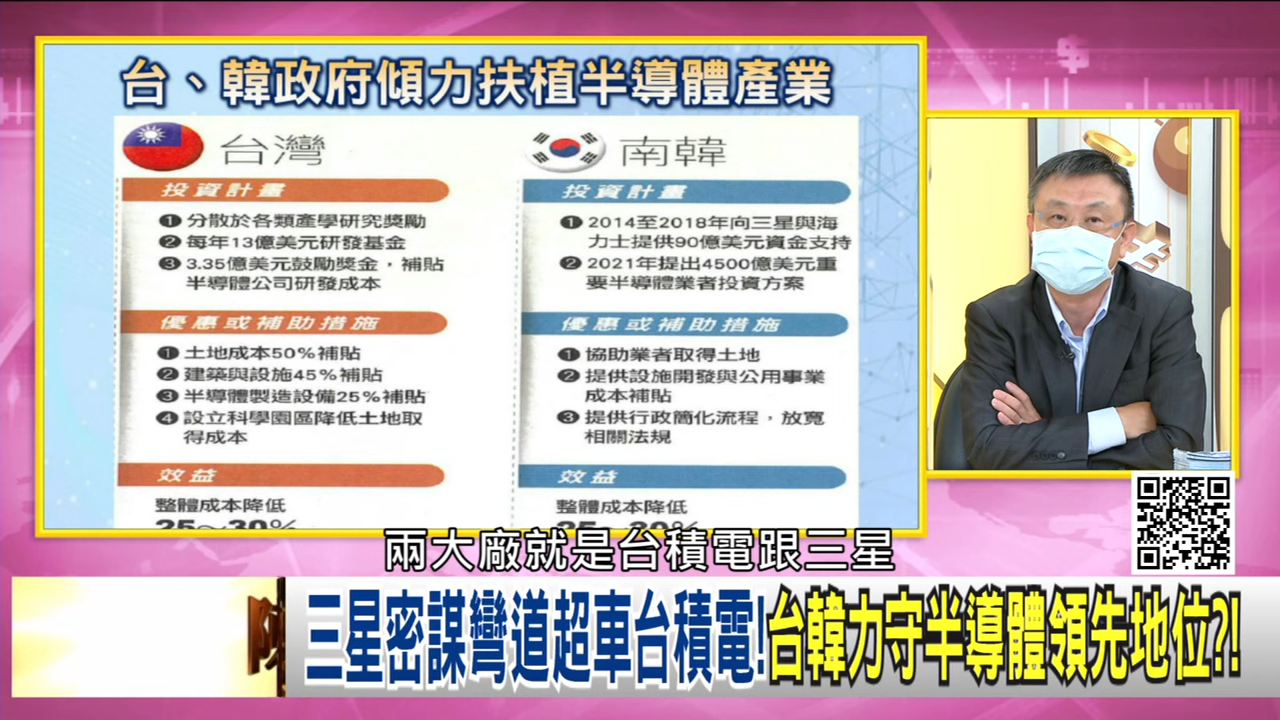 台、韓政府傾力扶植半導體產業
台灣
投資計畫
❶ 分散於各類產學研究獎勵
❷ 每年13億美元研發基金
❸ 3.35億美元鼓勵獎金，補貼
半導體公司研發成本
優惠或補助措施
❶ 土地成本50%補貼
❷ 建築與設施45%補貼
❸ 半導體製造設備25%補貼
❹ 設立科學園區降低土地取
得成本
效益
整體成本降低
25～30%
南韓
投資計畫
❶ 2014至2018年向三星與海
力士提供90億美元資金支持
❷ 2021年提出4500億美元重
要半導體業者投資方案
優惠或補助措施
❶ 協助業者取得土地
❷ 提供設施開發與公用事業
成本補貼
❸ 提供行政簡化流程，放寬
相關法規
效益
整體成本降低
兩大廠就是台積電跟三星
三星密謀彎道超車台積電!台韓力守半導體領先地位?!